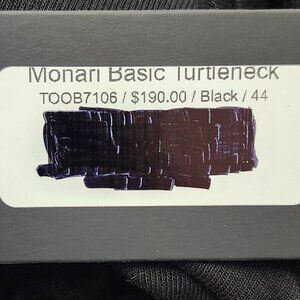 Monari Basic Turtleneck
TOOB7106 / $190.00 / Black / 44